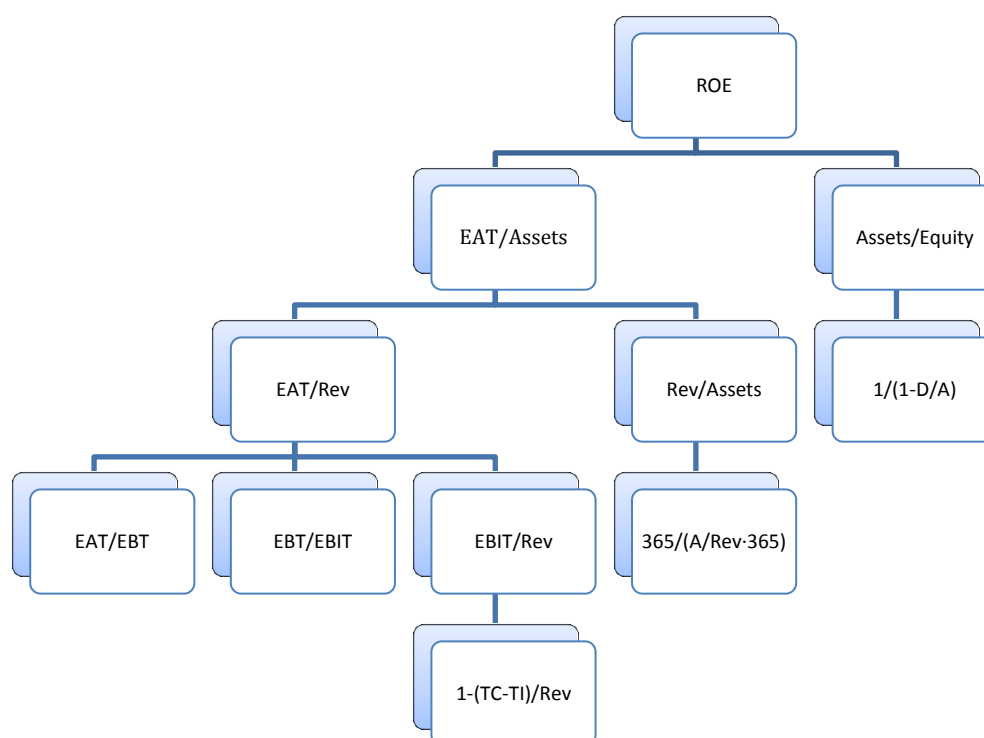 ROE
EAT/Assets
Assets/Equity
EAT/Rev
Rev/Assets
1/(1-D/A)
EAT/EBT
EBT/EBIT
EBIT/Rev
365/(A/Rev·365)
1-(TC-TI)/Rev